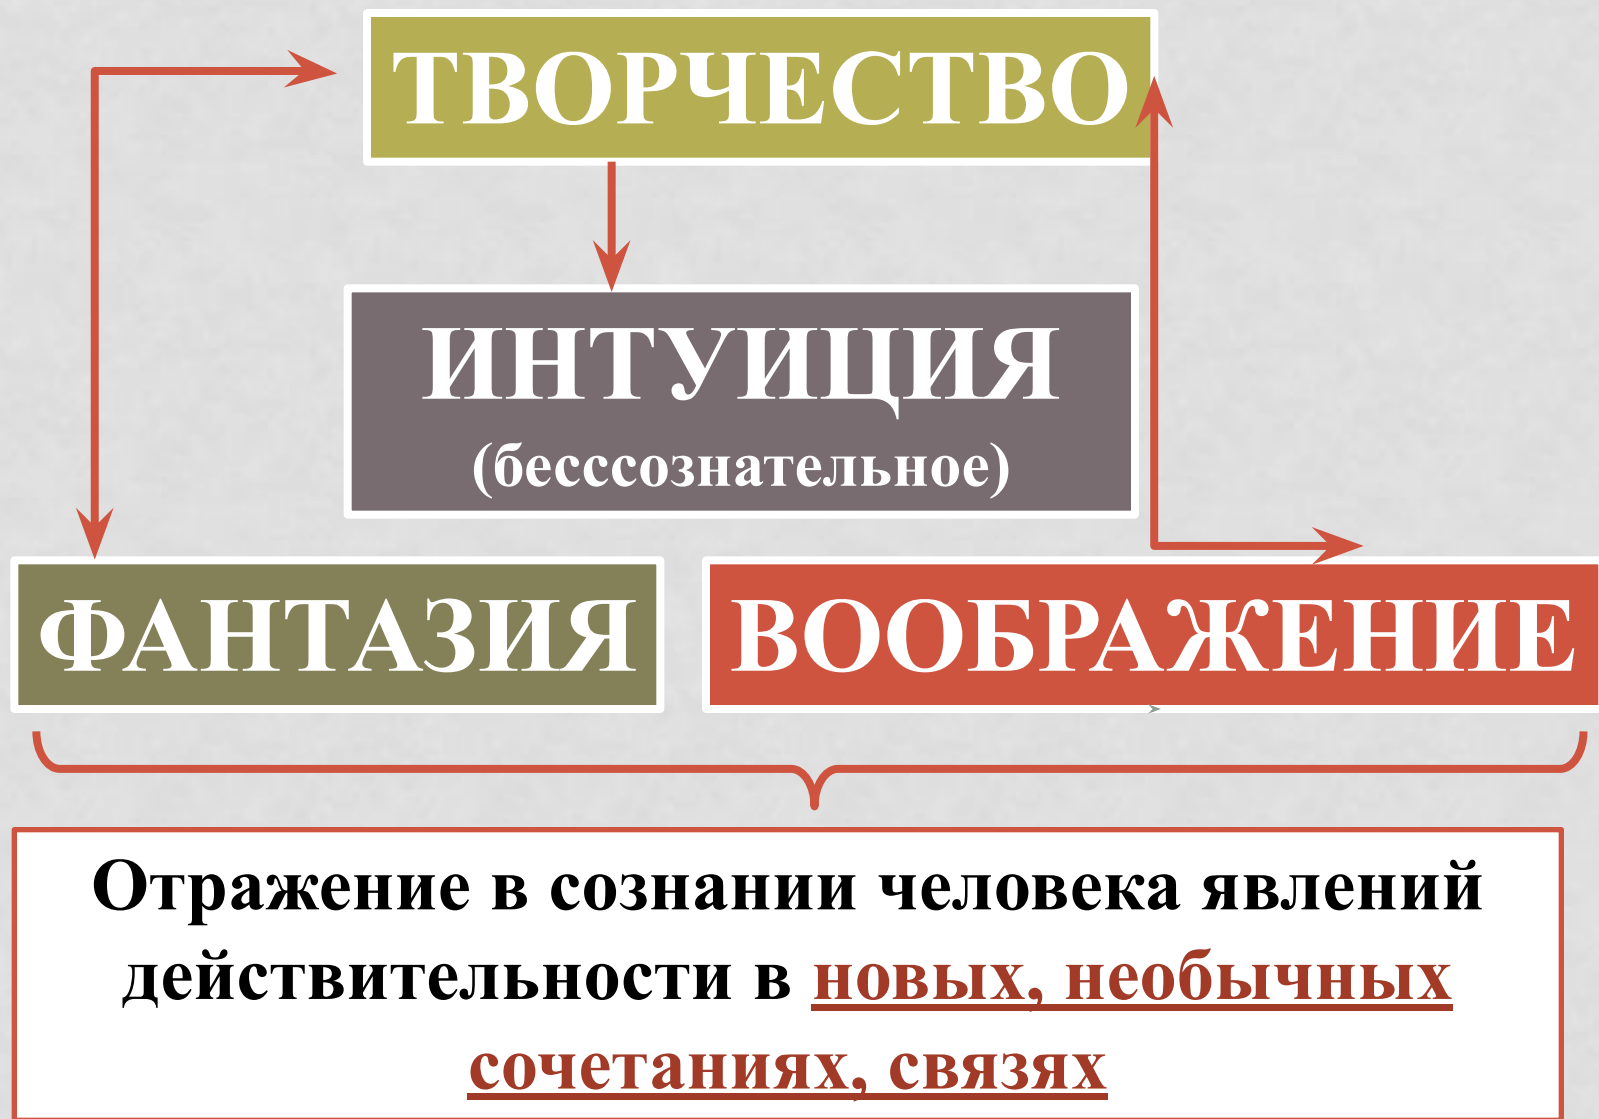 ТВОРЧЕСТВО
ИНТУИЦИЯ
(бесссознательное)
ФАНТАЗИЯ
ВООБРАЖЕНИЕ
Отражение в сознании человека явлений
действительности в новых, необычных
сочетаниях, связях